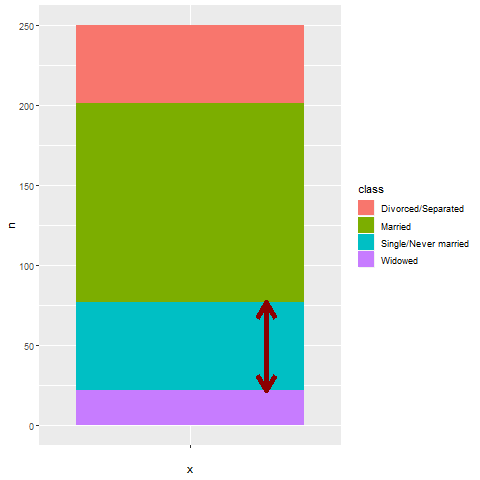 250
200
150
100
50
0
n
x
class
Divorced/Separated
Married
Single/Never married
Widowed